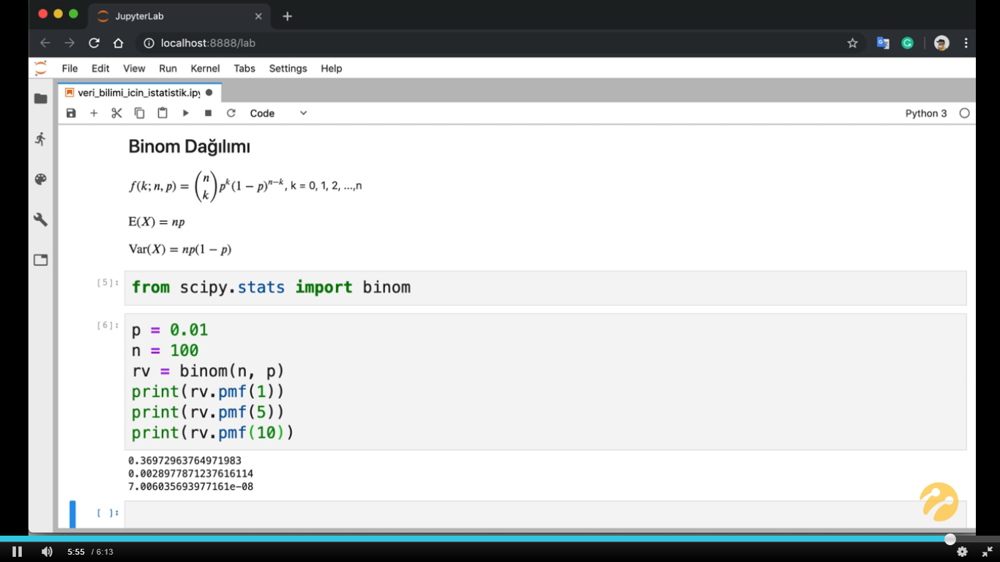 JupyterLab
localhost:8888/lab
File Edit View Run Kernel Tabs Settings Help
veri_bilimi_icin_istatistik.ipy
Code
Python 3
Binom Dağılımı
f(k; n, p) = (n k) p^k (1 − p)^{n−k}, k = 0, 1, 2, ...,n
E(X) = np
Var(X) = np(1 − p)
[5]: from scipy.stats import binom
[6]: p = 0.01
n = 100
rv = binom(n, p)
print(rv.pmf(1))
print(rv.pmf(5))
print(rv.pmf(10))
0.36972963764971983
0.0028977871237616114
7.006035693977161e-08
[ ]:
5:55 / 6:13